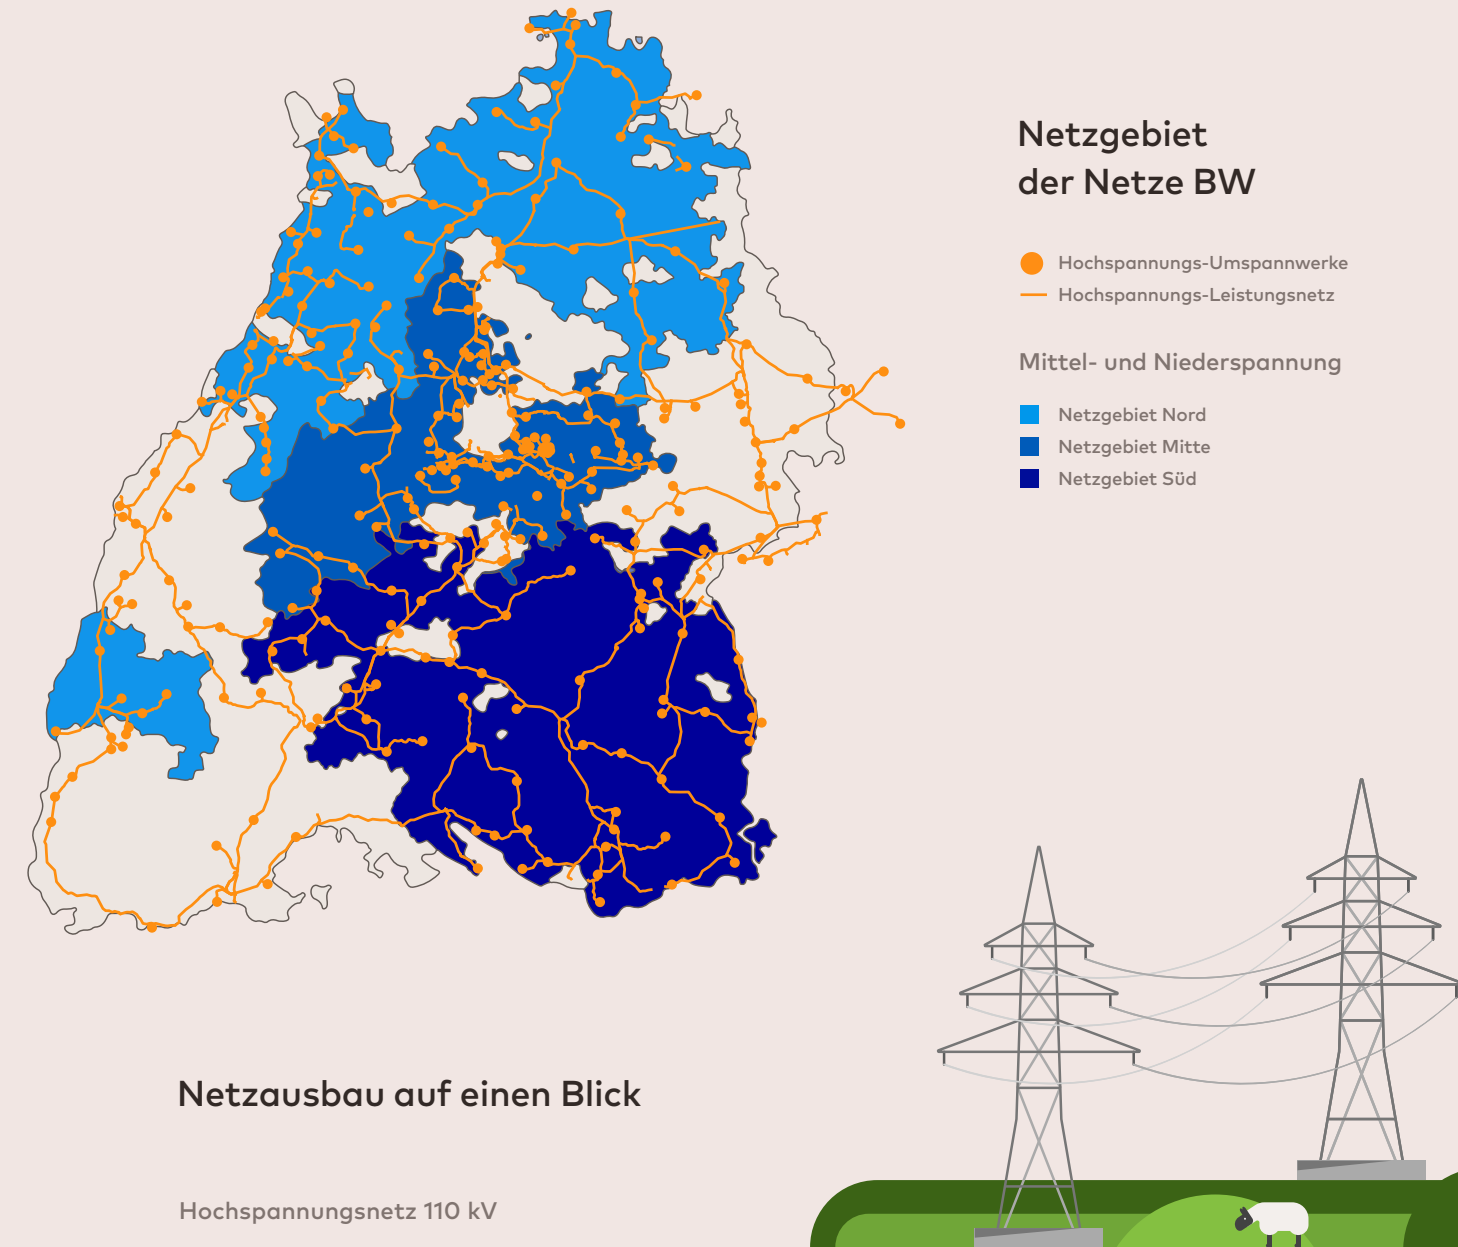 Netzgebiet
der Netze BW
Hochspannungs-Umspannwerke
Hochspannungs-Leistungsnetz
Mittel- und Niederspannung
Netzgebiet Nord
Netzgebiet Mitte
Netzgebiet Süd
Netzausbau auf einen Blick
Hochspannungsnetz 110 kV